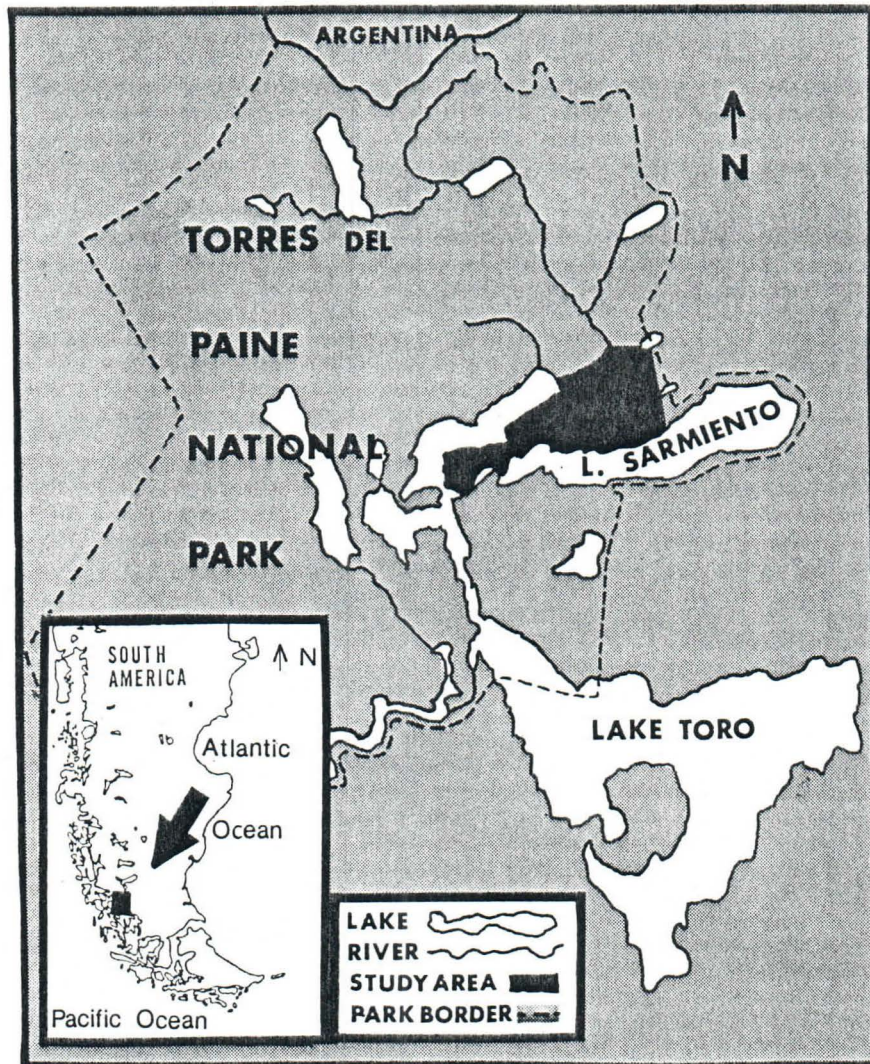 ARGENTINA
N
TORRES DEL
PAINE
NATIONAL
L. SARMIENTO
PARK
SOUTH
AMERICA
N
Atlantic
Ocean
Pacific Ocean
LAKE TORO
LAKE
RIVER
STUDY AREA
PARK BORDER